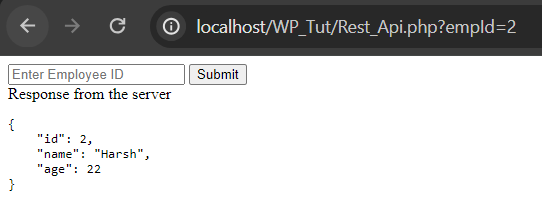 localhost/WP_Tut/Rest_Api.php?empId=2
Enter Employee ID Submit
Response from the server
{
    "id": 2,
    "name": "Harsh",
    "age": 22
}